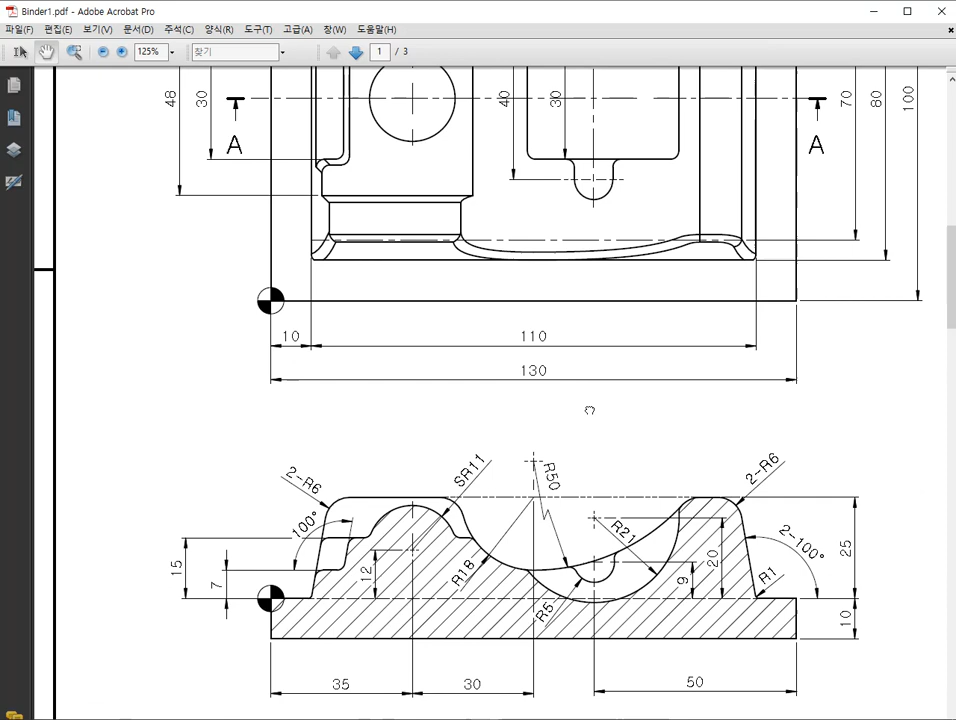 Binder1.pdf - Adobe Acrobat Pro
파일(F) 편집(E) 보기(V) 문서(D) 주석(C) 양식(R) 도구(T) 고급(A) 창(W) 도움말(H)
125% 찾기 1 / 3
48 30 40 30 70 80 100
A A
10 110
130
2-R6 SR11 R50 2-R6
100° R21 2-100° 25
15 7 12 R18 R5 9 20 R1 10
35 30 50